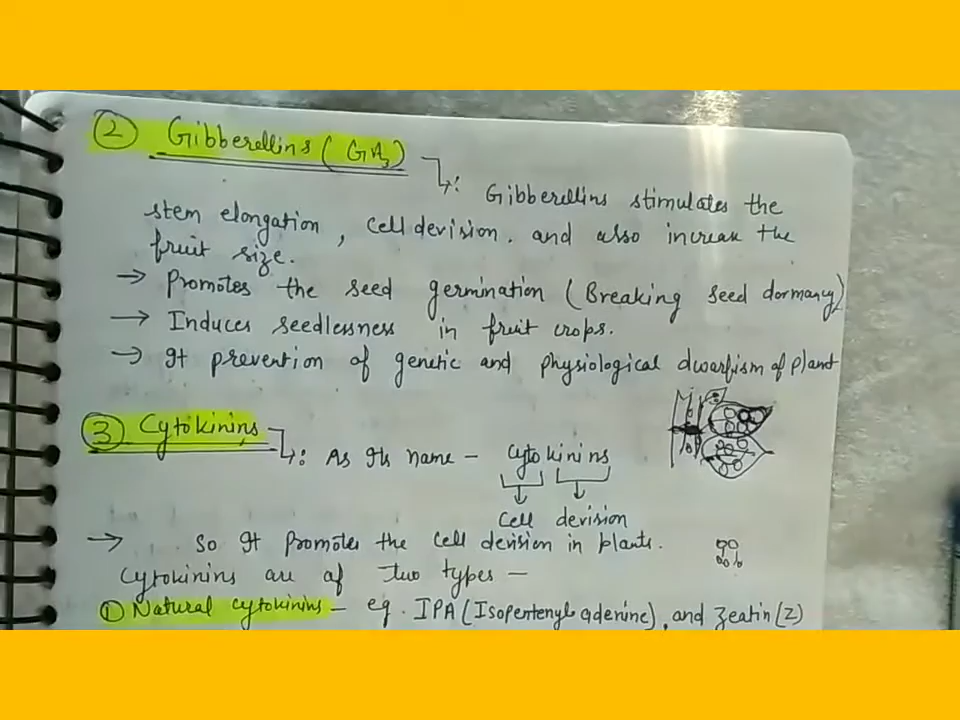 ② Gibberellins (GA₃)
↳: Gibberellins stimulates the
stem elongation, cell devision. and also increase the
fruit size.
→ Promotes the seed germination (Breaking seed dormancy)
→ Induces seedlessness in fruit crops.
→ It prevention of genetic and physiological dwarfism of plant
③ Cytokinins
↳: As Its name – Cytokinins
Cell devision
→ So It Promotes the cell devision in plants.
Cytokinins are of two types –
① Natural cytokinins – eg. IPA (Isopentenyl adenine), and Zeatin (Z)